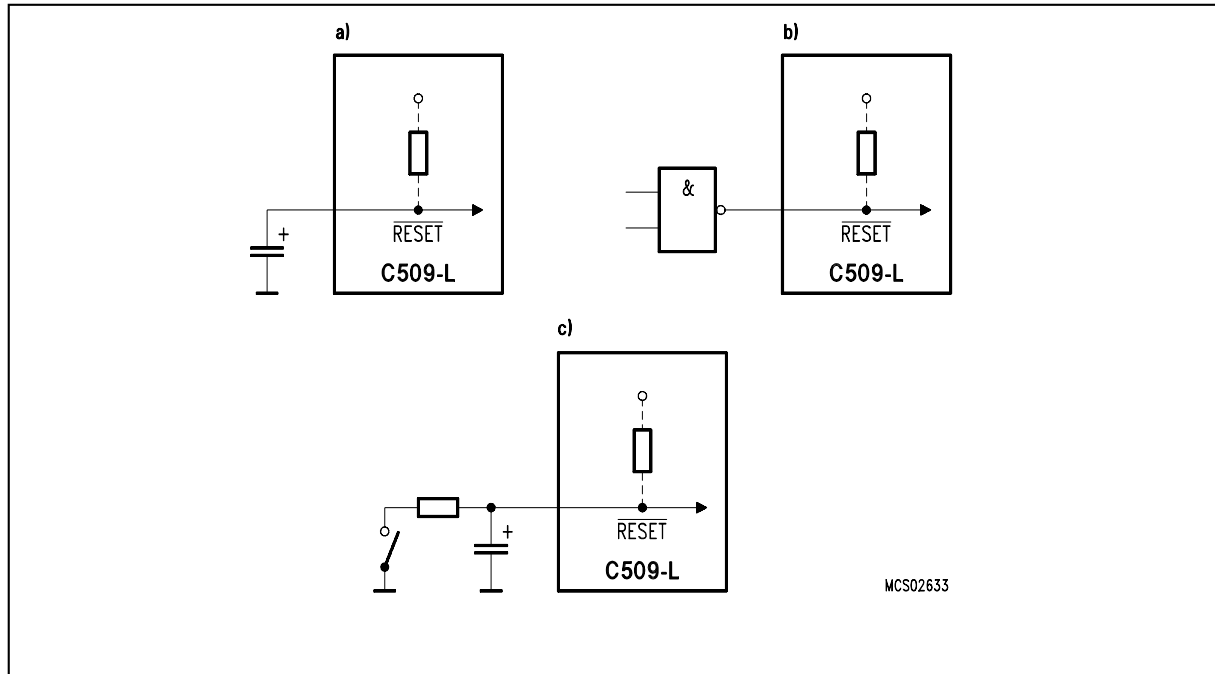 a)
+
RESET
C509-L
b)
&
RESET
C509-L
c)
+
RESET
C509-L
MCS02633